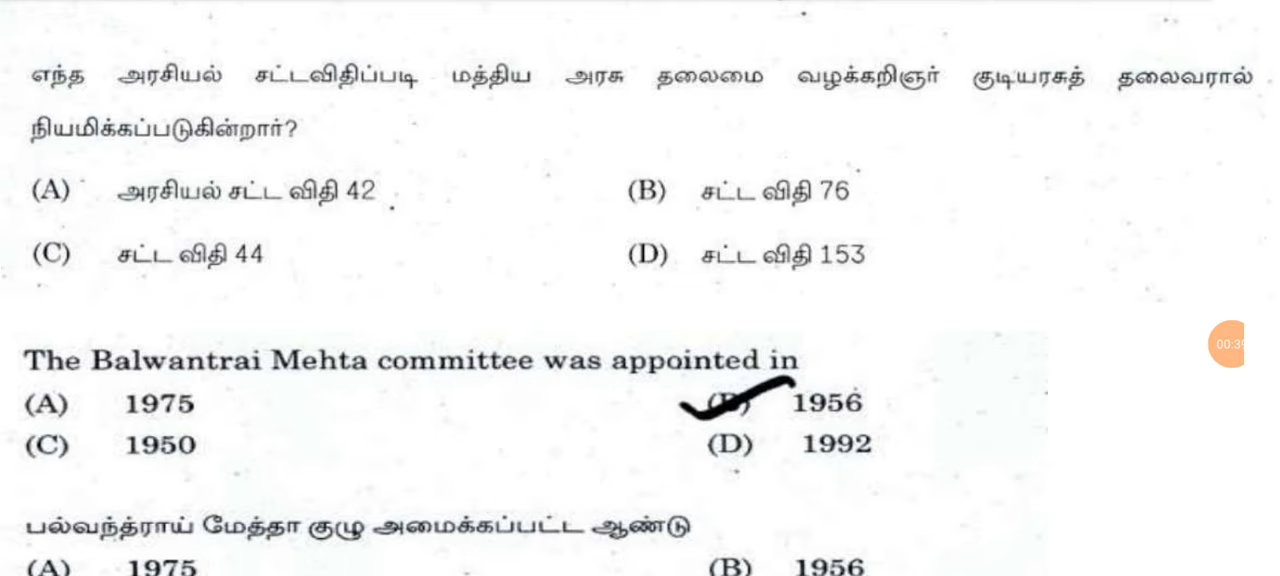 எந்த அரசியல் சட்டவிதிப்படி மத்திய அரசு தலைமை வழக்கறிஞர் குடியரசுத் தலைவரால்
நியமிக்கப்படுகின்றார்?
(A) அரசியல் சட்ட விதி 42 (B) சட்ட விதி 76
(C) சட்ட விதி 44 (D) சட்ட விதி 153
The Balwantrai Mehta committee was appointed in
(A) 1975 (B) 1956
(C) 1950 (D) 1992
பல்வந்த்ராய் மேத்தா குழு அமைக்கப்பட்ட ஆண்டு
(A) 1975 (B) 1956